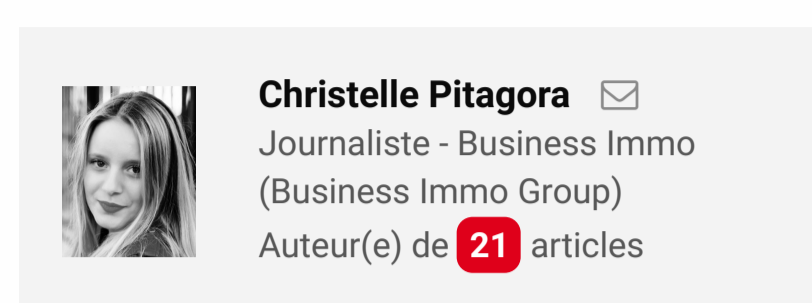 Christelle Pitagora
Journaliste - Business Immo
(Business Immo Group)
Auteur(e) de 21 articles